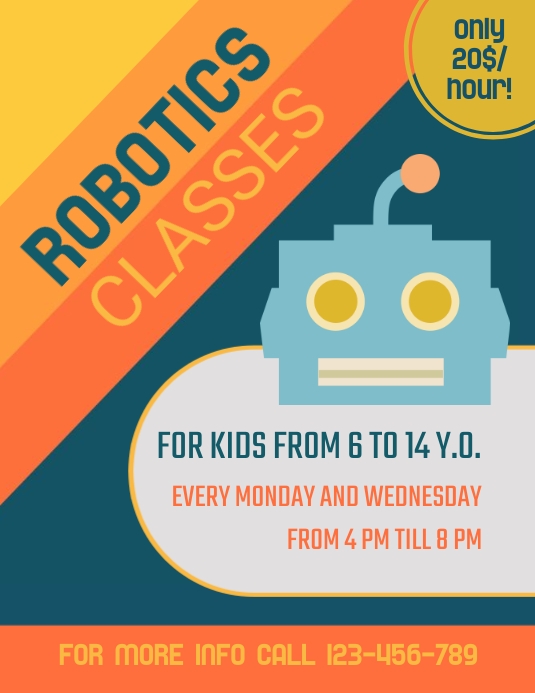 ROBOTICS
CLASSES
only
20$/
hour!
FOR KIDS FROM 6 TO 14 Y.O.
EVERY MONDAY AND WEDNESDAY
FROM 4 PM TILL 8 PM
FOR MORE INFO CALL 123-456-789